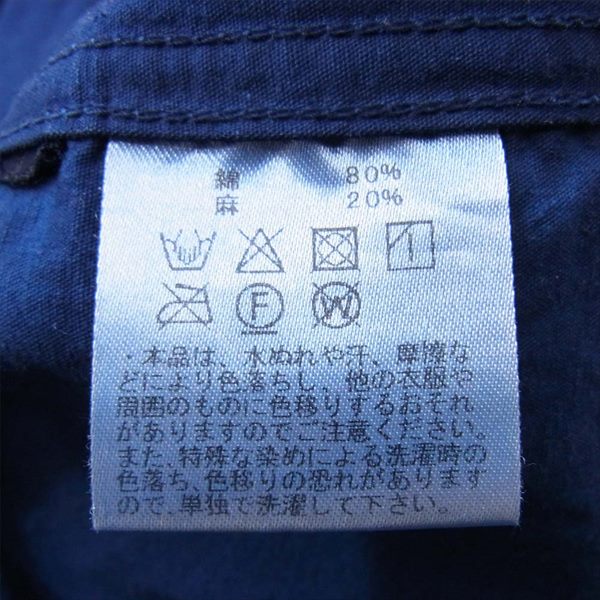 綿 80%
麻 20%
F W
・本品は、水ぬれや汗、摩擦な
どにより色落ちし、他の衣服や
周囲のものに色移りするおそれ
がありますのでご注意ください。
また、特殊な染めによる洗濯時の
色落ち、色移りの恐れがあります
ので、単独で洗濯して下さい。